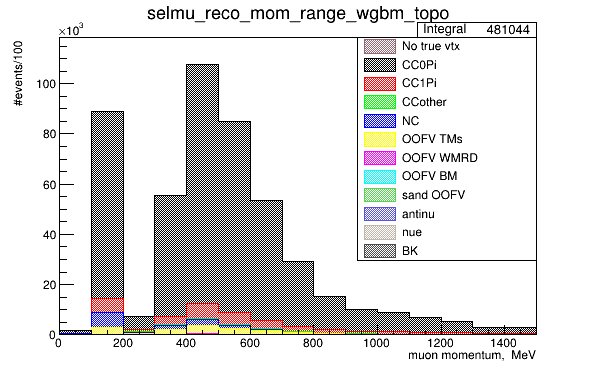 selmu_reco_mom_range_wgbm_topo
×10³
Integral 481044
#events/100
No true vtx
CC0Pi
CC1Pi
CCother
NC
OOFV TMs
OOFV WMRD
OOFV BM
sand OOFV
antinu
nue
BK
100
80
60
40
20
0
0 200 400 600 800 1000 1200 1400
muon momentum, MeV